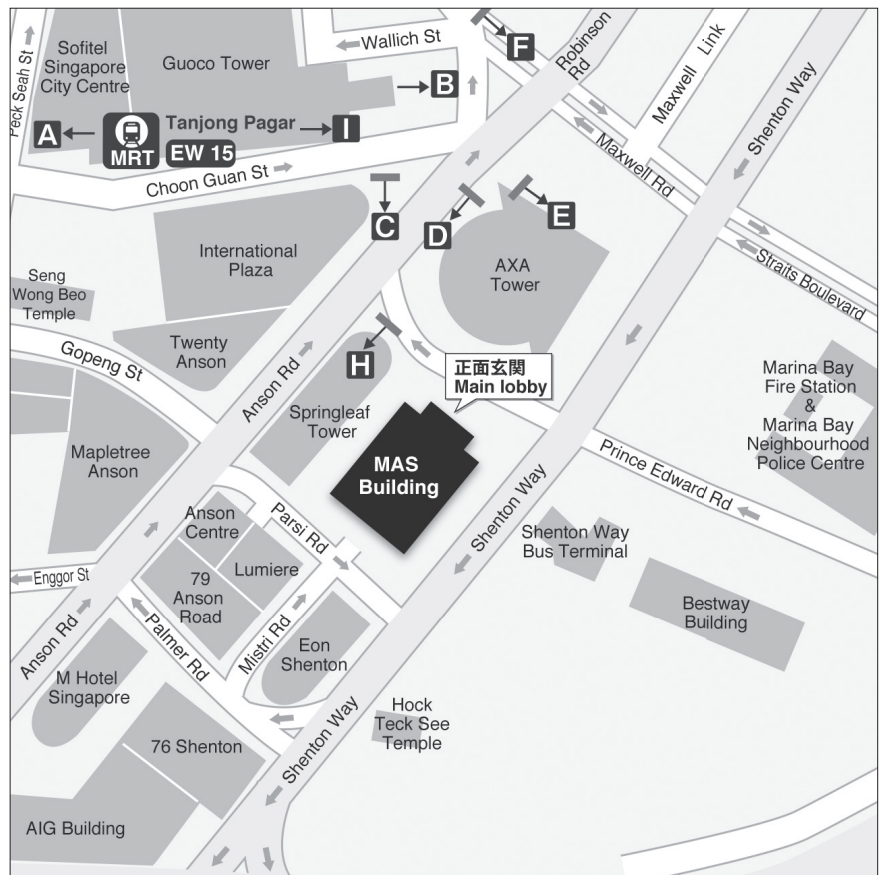 Peck Seah St
Sofitel
Singapore
City Centre
Guoco Tower
Wallich St
F
Robinson
Rd
Maxwell Link
Shenton Way
B
A
MRT
Tanjong Pagar
EW 15
I
Choon Guan St
Maxwell Rd
C
D
E
International
Plaza
AXA
Tower
Straits Boulevard
Seng
Wong Beo
Temple
Twenty
Anson
Gopeng St
Anson Rd
H
正面玄関
Main lobby
Springleaf
Tower
Marina Bay
Fire Station
&
Marina Bay
Neighbourhood
Police Centre
Mapletree
Anson
MAS
Building
Prince Edward Rd
Shenton Way
Anson
Centre
Parsi Rd
Shenton Way
Bus Terminal
Enggor St
79
Anson
Road
Lumiere
Bestway
Building
Anson Rd
Palmer Rd
Mistri Rd
Eon
Shenton
M Hotel
Singapore
Hock
Teck See
Temple
76 Shenton
Shenton Way
AIG Building